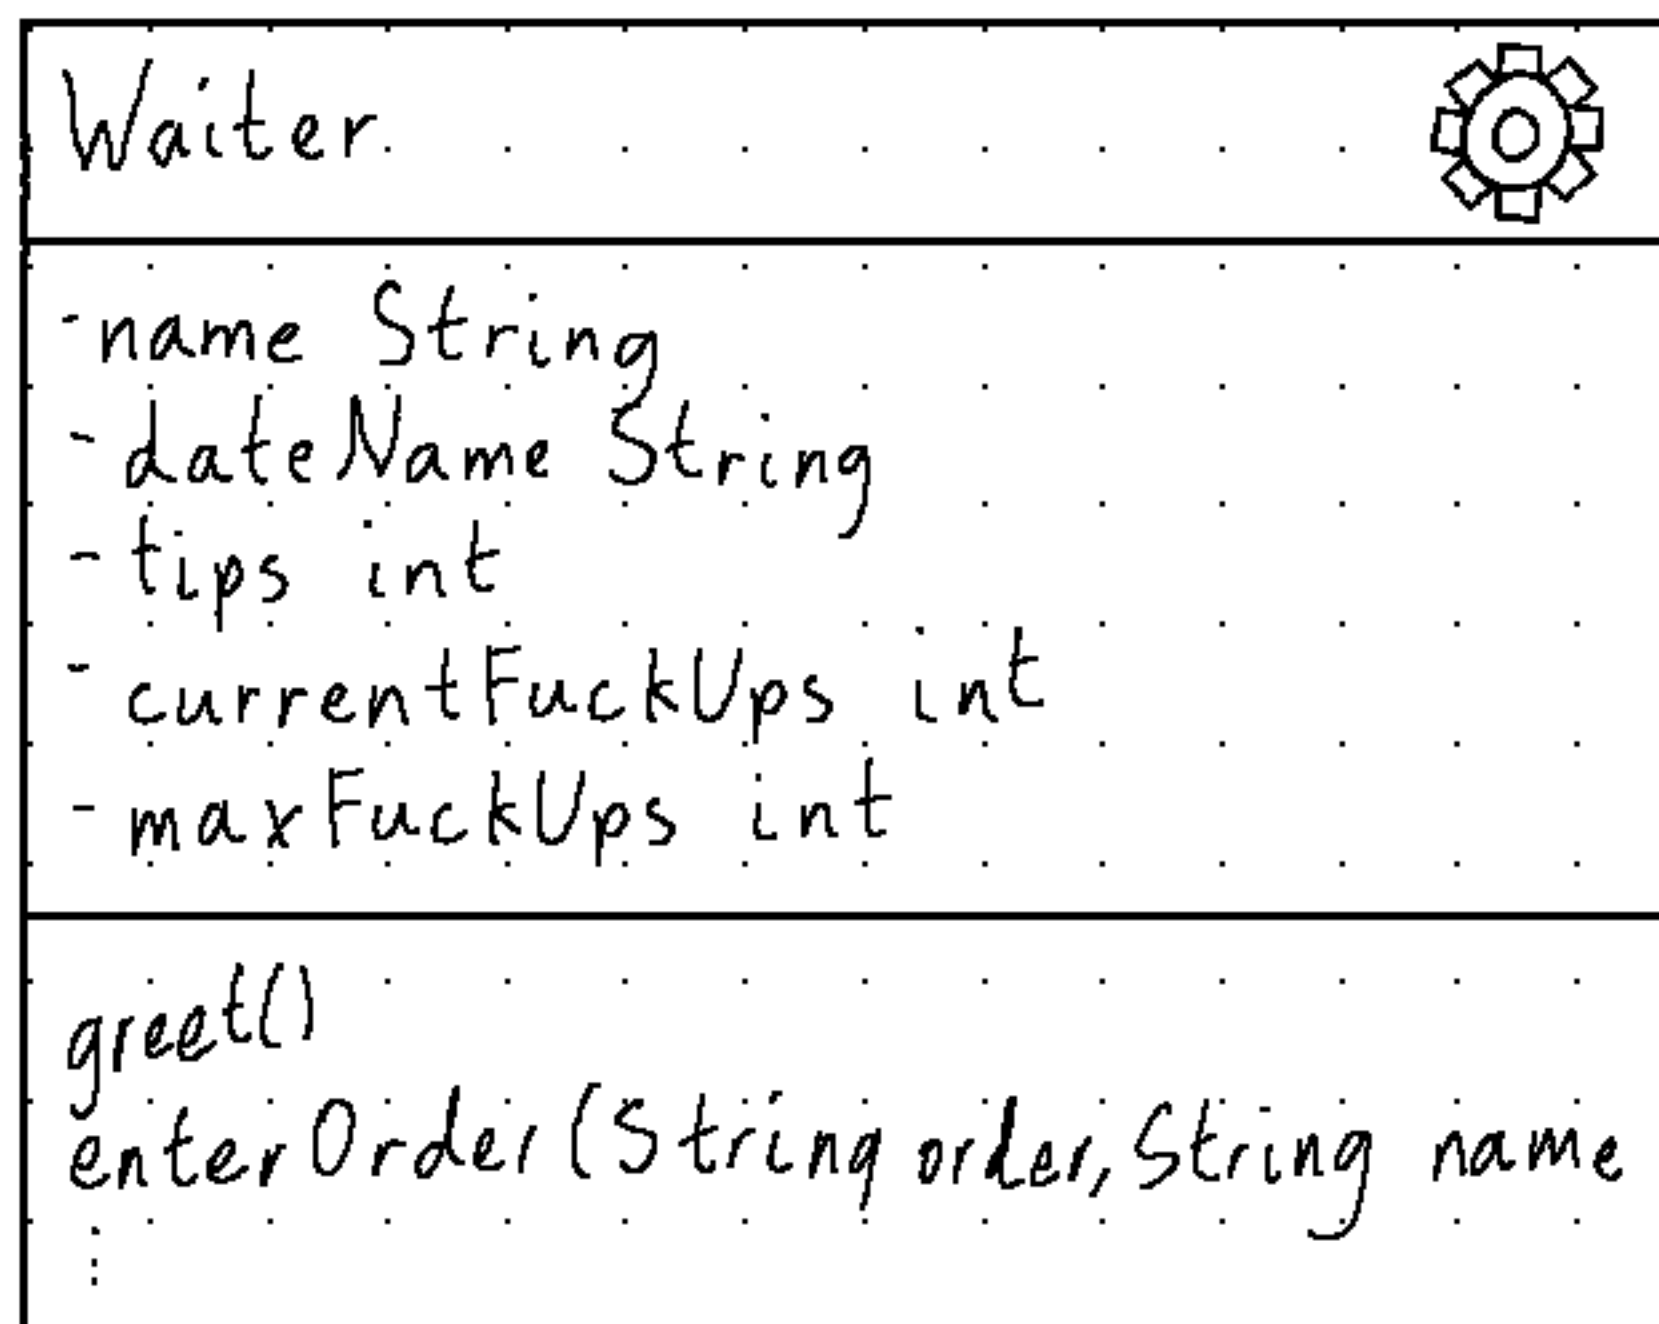 Waiter
-name String
- dateName String
- tips int
- currentFuckUps int
- maxFuckUps int
greet()
enterOrder(String order, String name
⋮